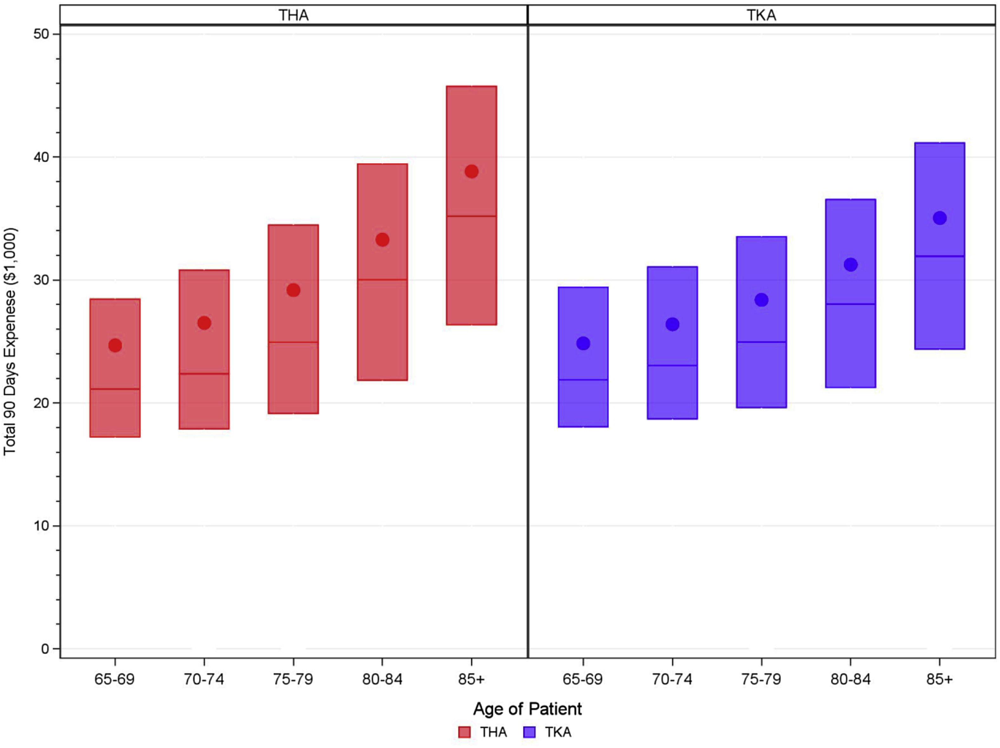 THA
TKA
50
40
30
20
10
0
Total 90 Days Expenese ($1,000)
65-69 70-74 75-79 80-84 85+ 65-69 70-74 75-79 80-84 85+
Age of Patient
THA TKA